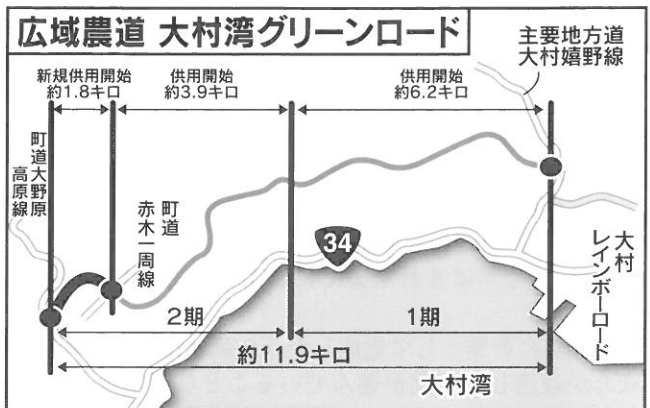 広域農道 大村湾グリーンロード
主要地方道
大村嬉野線
新規供用開始
約1.8キロ
供用開始
約3.9キロ
供用開始
約6.2キロ
町道大野原
高原線
町道
赤木一周線
34
大村
レインボーロード
2期
1期
約11.9キロ
大村湾